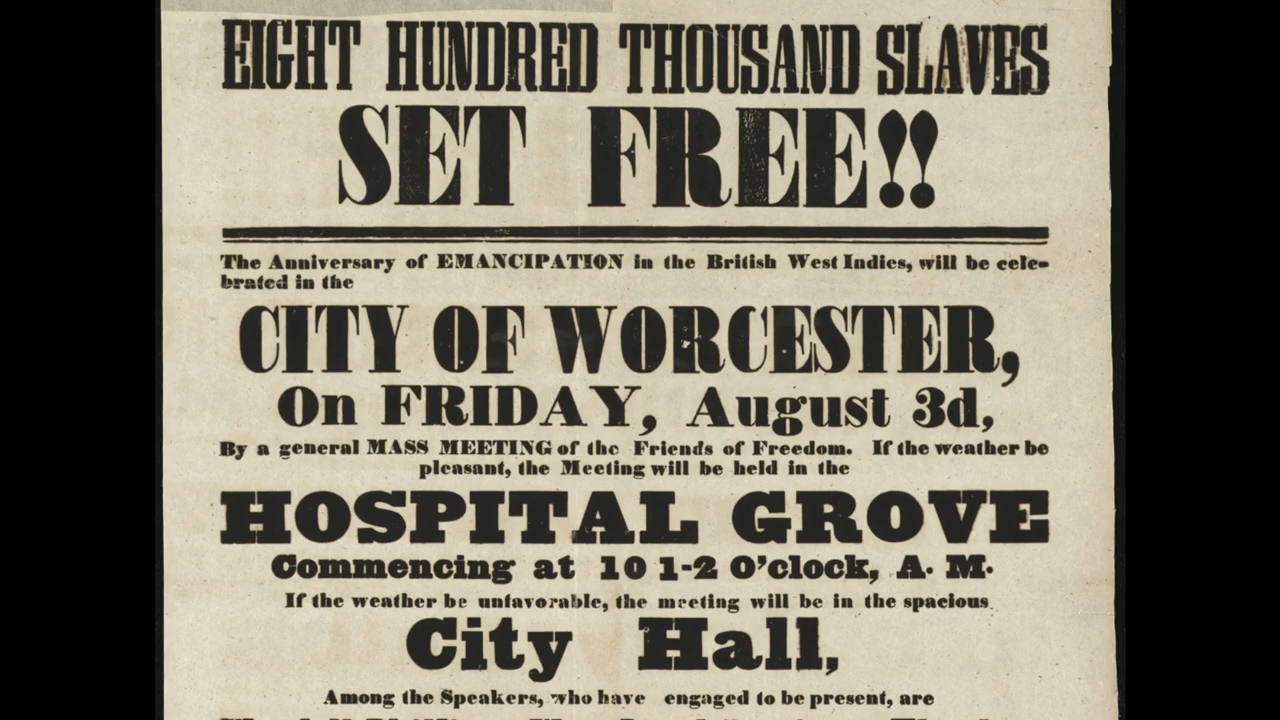 EIGHT HUNDRED THOUSAND SLAVES
SET FREE!!
The Anniversary of EMANCIPATION in the British West Indies, will be cele-
brated in the
CITY OF WORCESTER,
On FRIDAY, August 3d,
By a general MASS MEETING of the Friends of Freedom. If the weather be
pleasant, the Meeting will be held in the
HOSPITAL GROVE
Commencing at 10 1-2 O'clock, A. M.
If the weather be unfavorable, the meeting will be in the spacious
City Hall,
Among the Speakers, who have engaged to be present, are